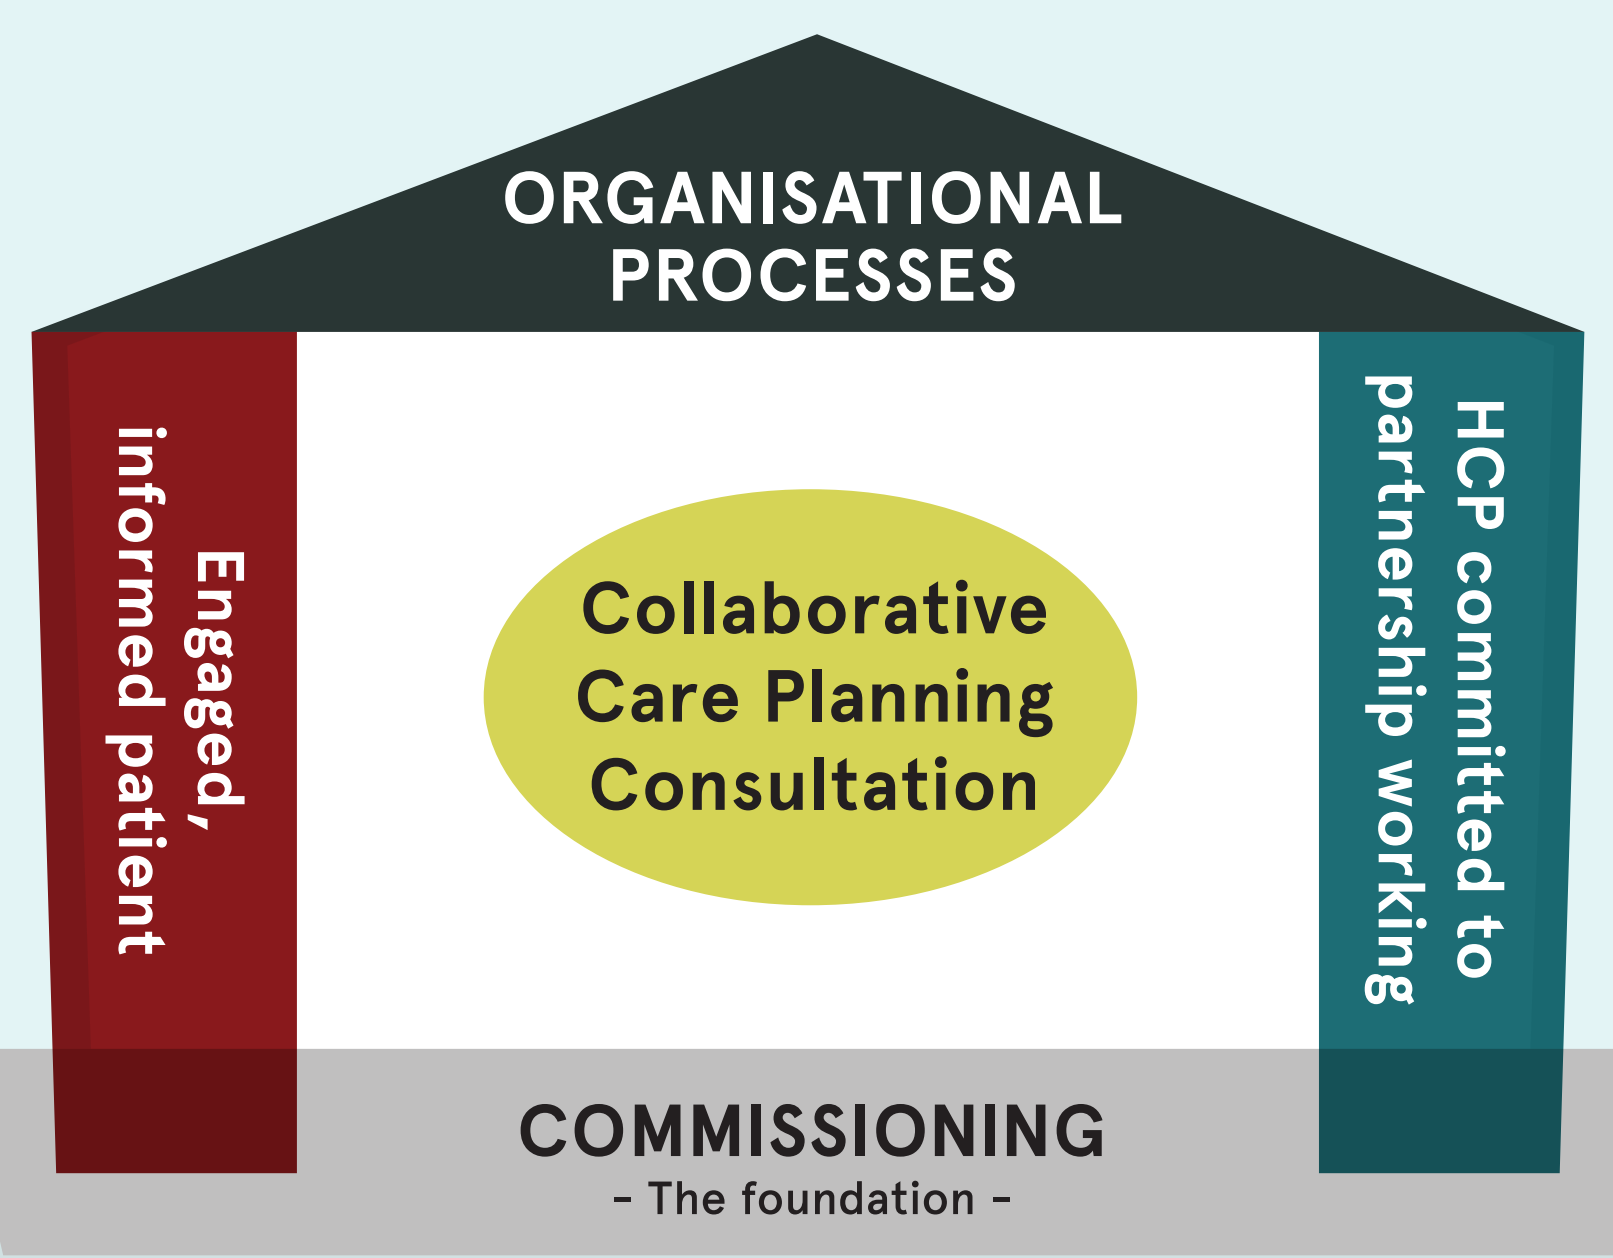 ORGANISATIONAL
PROCESSES
Engaged,
informed patient
Collaborative
Care Planning
Consultation
HCP committed to
partnership working
COMMISSIONING
- The foundation -